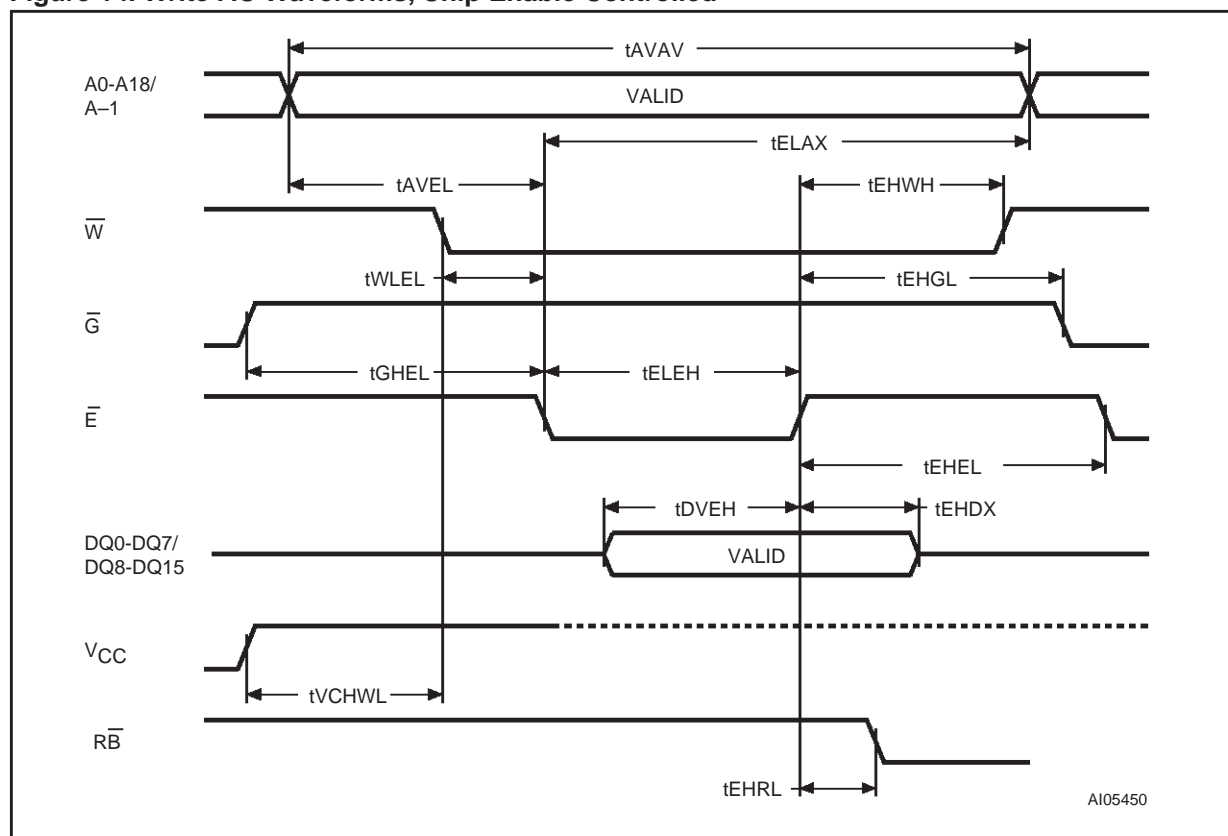 Figure 14. Write AC Waveforms, Chip Enable Controlled
tAVAV
A0-A18/
A–1
VALID
tELAX
tAVEL
tEHWH
W̅
tWLEL
tEHGL
G̅
tGHEL
tELEH
E̅
tEHEL
tDVEH
tEHDX
DQ0-DQ7/
DQ8-DQ15
VALID
VCC
tVCHWL
RB̅
tEHRL
AI05450